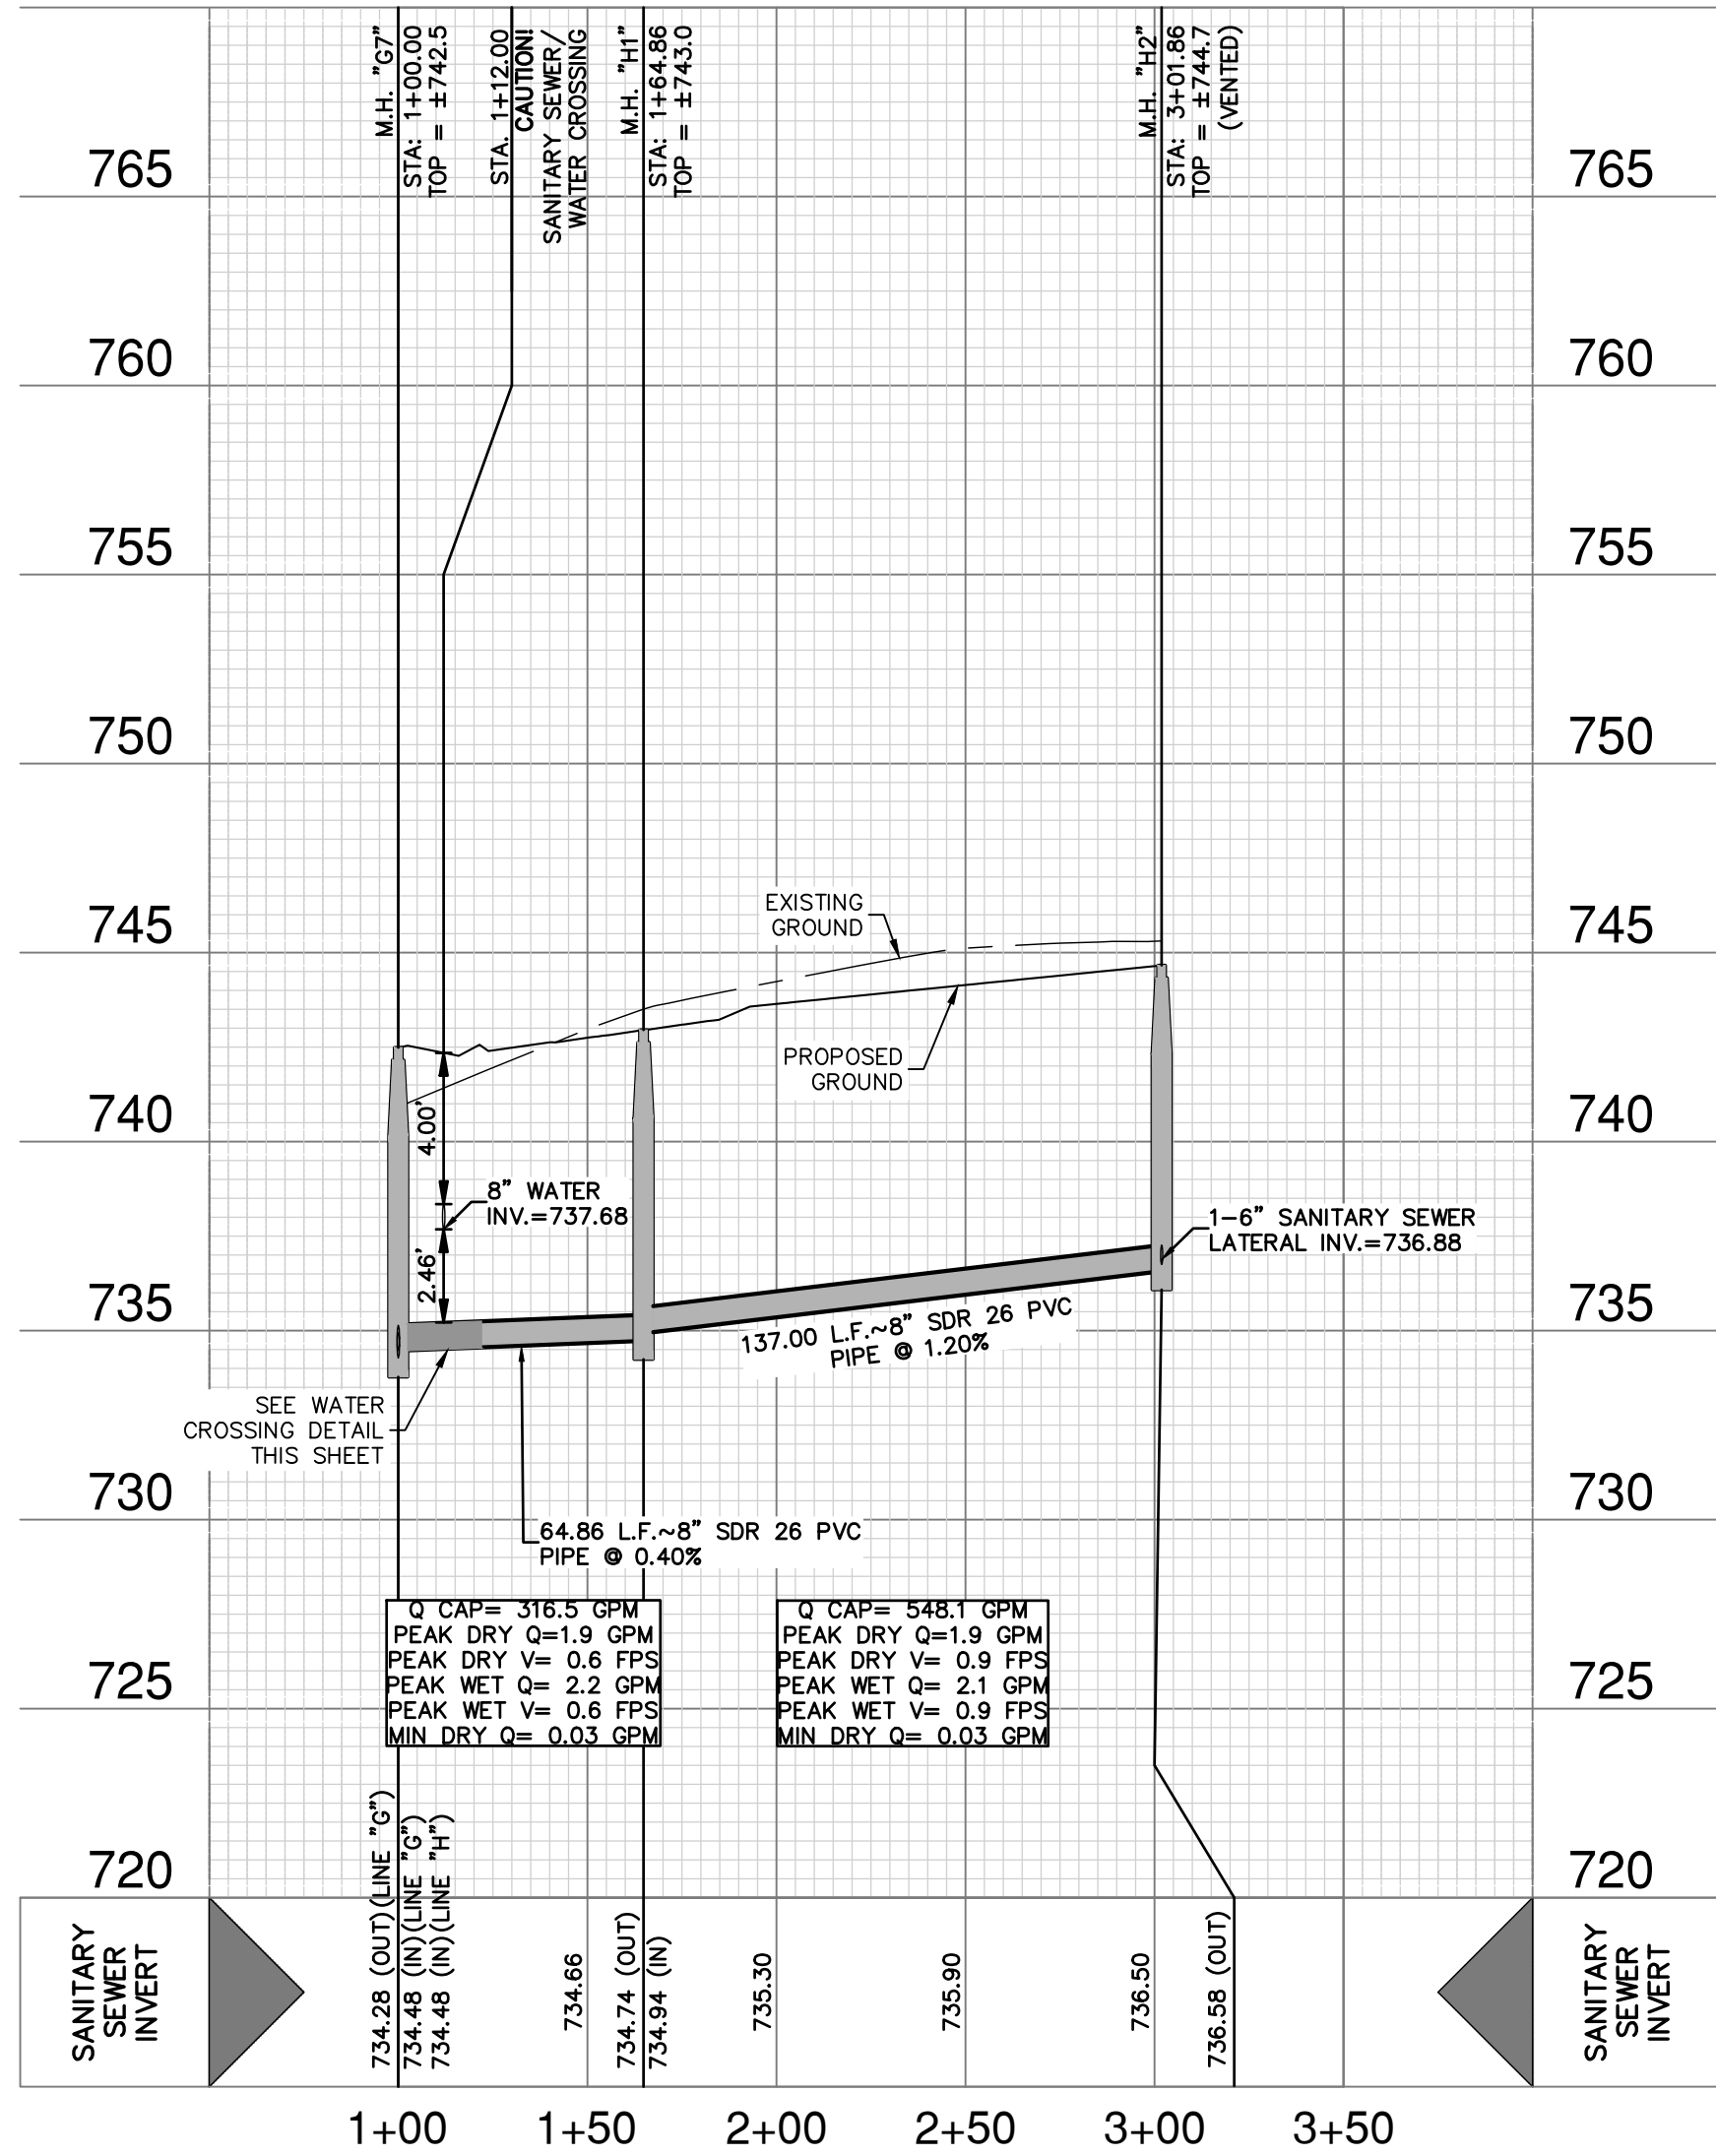 M.H. "G7"
STA: 1+00.00
TOP = ±742.5
STA. 1+12.00
CAUTION!
SANITARY SEWER/
WATER CROSSING
M.H. "H1"
STA: 1+64.86
TOP = ±743.0
M.H. "H2"
STA: 3+01.86
TOP = ±744.7
(VENTED)
765
765
760
760
755
755
750
750
745
745
EXISTING
GROUND
PROPOSED
GROUND
740
740
4.00'
8" WATER
INV.=737.68
2.46'
1-6" SANITARY SEWER
LATERAL INV.=736.88
735
735
137.00 L.F.~8" SDR 26 PVC
PIPE @ 1.20%
SEE WATER
CROSSING DETAIL
THIS SHEET
730
730
64.86 L.F.~8" SDR 26 PVC
PIPE @ 0.40%
Q CAP= 316.5 GPM
PEAK DRY Q=1.9 GPM
PEAK DRY V= 0.6 FPS
PEAK WET Q= 2.2 GPM
PEAK WET V= 0.6 FPS
MIN DRY Q= 0.03 GPM
Q CAP= 548.1 GPM
PEAK DRY Q=1.9 GPM
PEAK DRY V= 0.9 FPS
PEAK WET Q= 2.1 GPM
PEAK WET V= 0.9 FPS
MIN DRY Q= 0.03 GPM
725
725
720
720
SANITARY
SEWER
INVERT
734.28 (OUT)(LINE "G")
734.48 (IN)(LINE "G")
734.48 (IN)(LINE "H")
734.66
734.74 (OUT)
734.94 (IN)
735.30
735.90
736.50
736.58 (OUT)
SANITARY
SEWER
INVERT
1+00
1+50
2+00
2+50
3+00
3+50